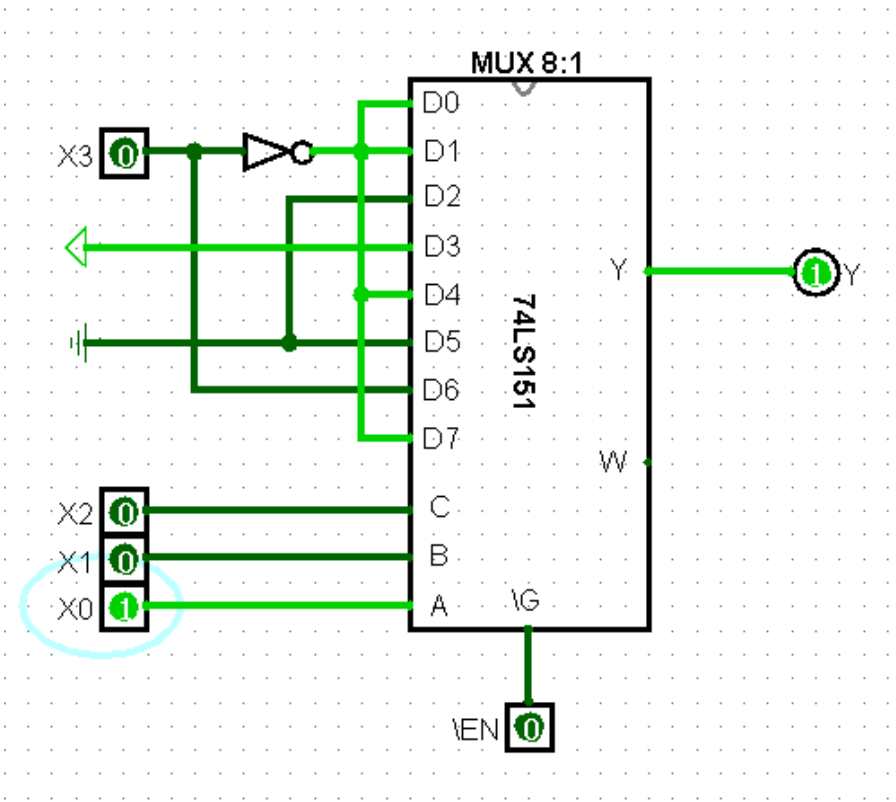 MUX 8:1
D0
X3 0 D1
D2
D3
Y 1 Y
D4
74LS151
D5
D6
D7
W
X2 0 C
X1 0 B
X0 1 A \G
\EN 0